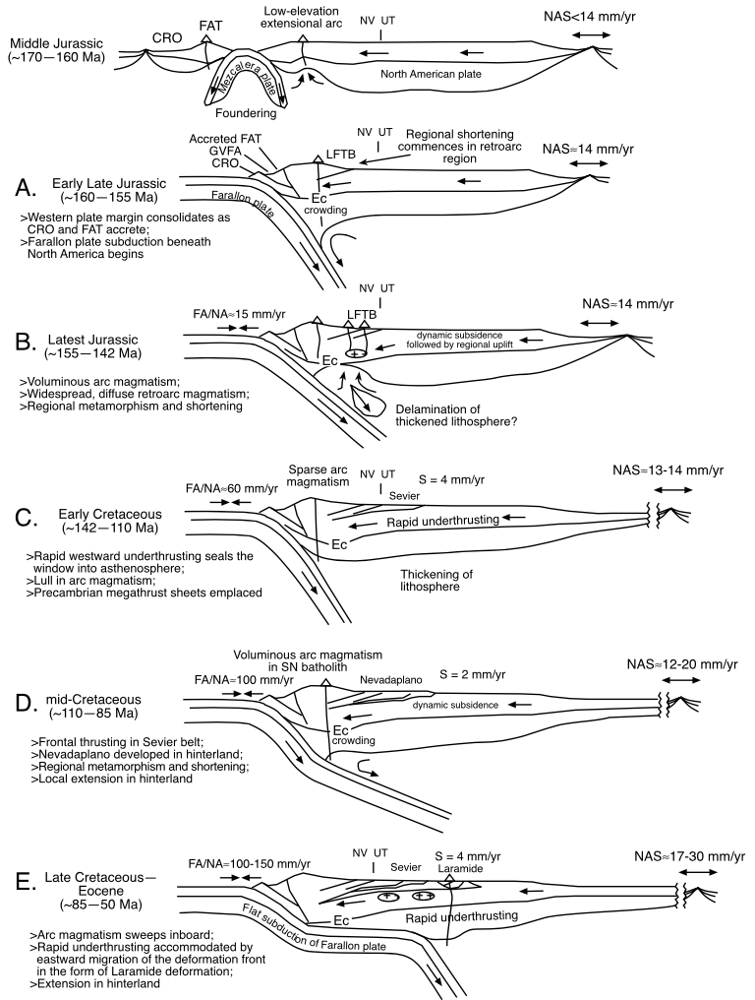 Middle Jurassic
(~170—160 Ma)
CRO
FAT
Low-elevation
extensional arc
NV UT
NAS<14 mm/yr
Mezcalera plate
North American plate
Foundering
A. Early Late Jurassic
(~160—155 Ma)
>Western plate margin consolidates as
CRO and FAT accrete;
>Farallon plate subduction beneath
North America begins
Accreted FAT
GVFA
CRO
LFTB
NV UT
Regional shortening
commences in retroarc
region
NAS≈14 mm/yr
Farallon plate
Ec
crowding
B. Latest Jurassic
(~155—142 Ma)
>Voluminous arc magmatism;
>Widespread, diffuse retroarc magmatism;
>Regional metamorphism and shortening
FA/NA≈15 mm/yr
NV UT
LFTB
NAS≈14 mm/yr
dynamic subsidence
followed by regional uplift
++
Ec
Delamination of
thickened lithosphere?
C. Early Cretaceous
(~142—110 Ma)
>Rapid westward underthrusting seals the
window into asthenosphere;
>Lull in arc magmatism;
>Precambrian megathrust sheets emplaced
FA/NA≈60 mm/yr
Sparse arc
magmatism
NV UT
S = 4 mm/yr
Sevier
NAS≈13-14 mm/yr
Rapid underthrusting
Ec
Thickening of
lithosphere
D. mid-Cretaceous
(~110—85 Ma)
>Frontal thrusting in Sevier belt;
>Nevadaplano developed in hinterland;
>Regional metamorphism and shortening;
>Local extension in hinterland
Voluminous arc magmatism
in SN batholith
FA/NA≈100 mm/yr
Nevadaplano
S = 2 mm/yr
NAS≈12-20 mm/yr
dynamic subsidence
Ec
crowding
E. Late Cretaceous—
Eocene
(~85—50 Ma)
>Arc magmatism sweeps inboard;
>Rapid underthrusting accommodated by
eastward migration of the deformation front
in the form of Laramide deformation;
>Extension in hinterland
FA/NA≈100-150 mm/yr
NV UT
Sevier
S = 4 mm/yr
Laramide
NAS≈17-30 mm/yr
++
++
Ec
Rapid underthrusting
Flat subduction of Farallon plate